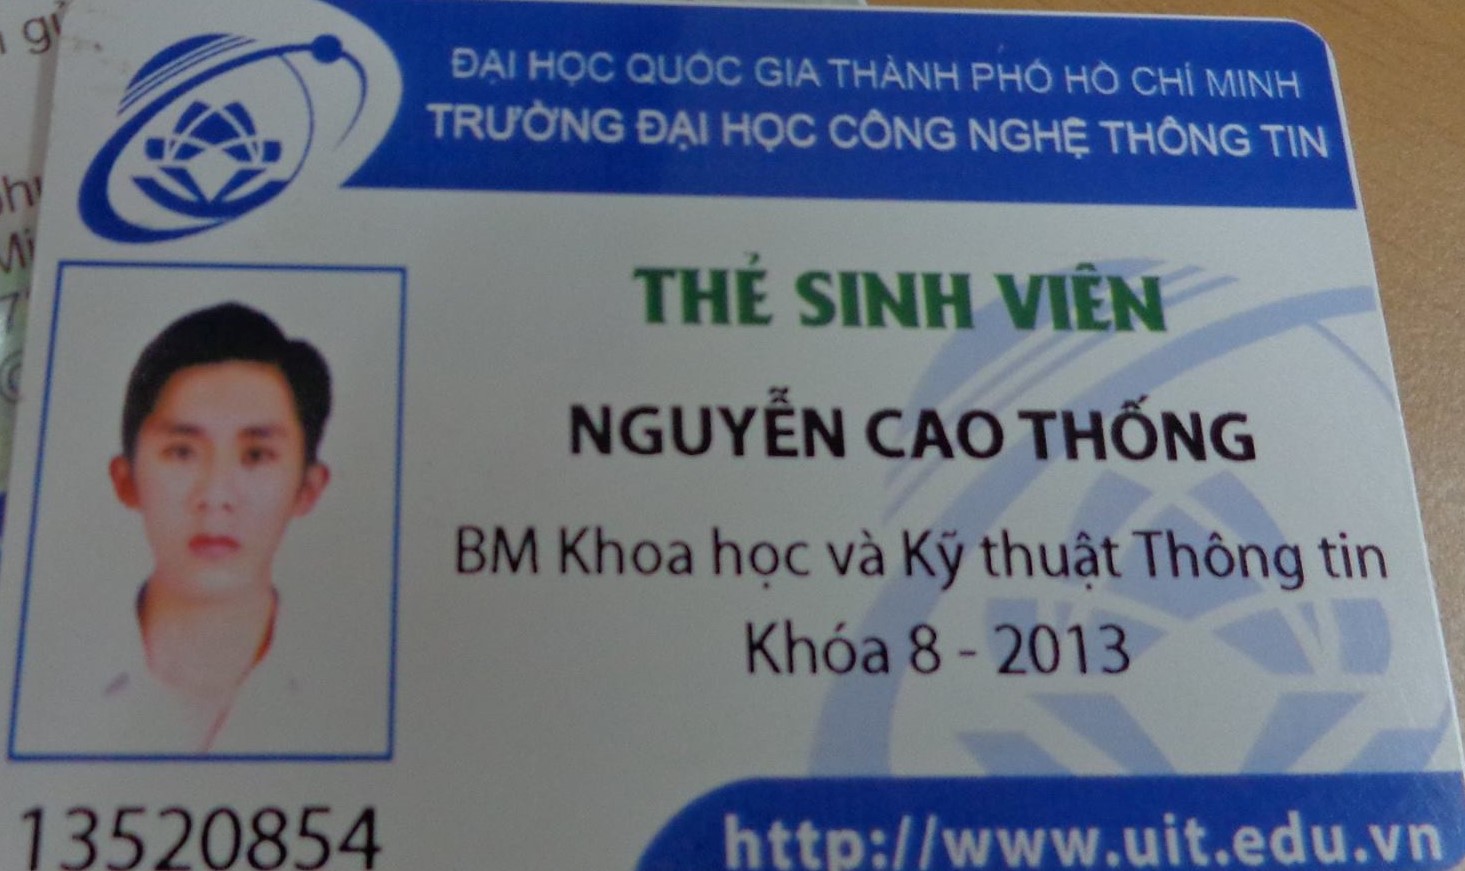 ĐẠI HỌC QUỐC GIA THÀNH PHỐ HỒ CHÍ MINH
TRƯỜNG ĐẠI HỌC CÔNG NGHỆ THÔNG TIN
THẺ SINH VIÊN
NGUYỄN CAO THỐNG
BM Khoa học và Kỹ thuật Thông tin
Khóa 8 - 2013
13520854
http://www.uit.edu.vn